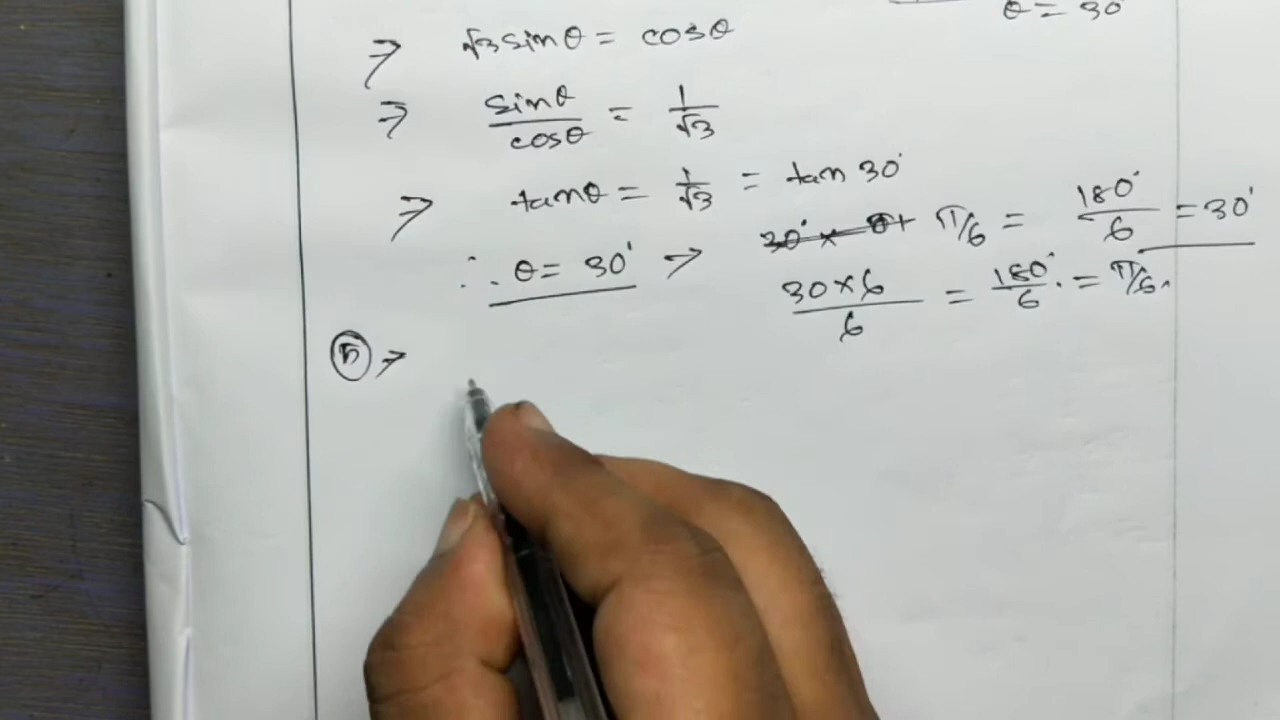 θ = 30
⇒ √3 sinθ = cosθ
⇒ sinθ/cosθ = 1/√3
⇒ tanθ = 1/√3 = tan 30°
π/6 = 180°/6 = 30°
∴ θ = 30° → 30×6/6 = 180°/6 = π/6.
⑤ ⇒